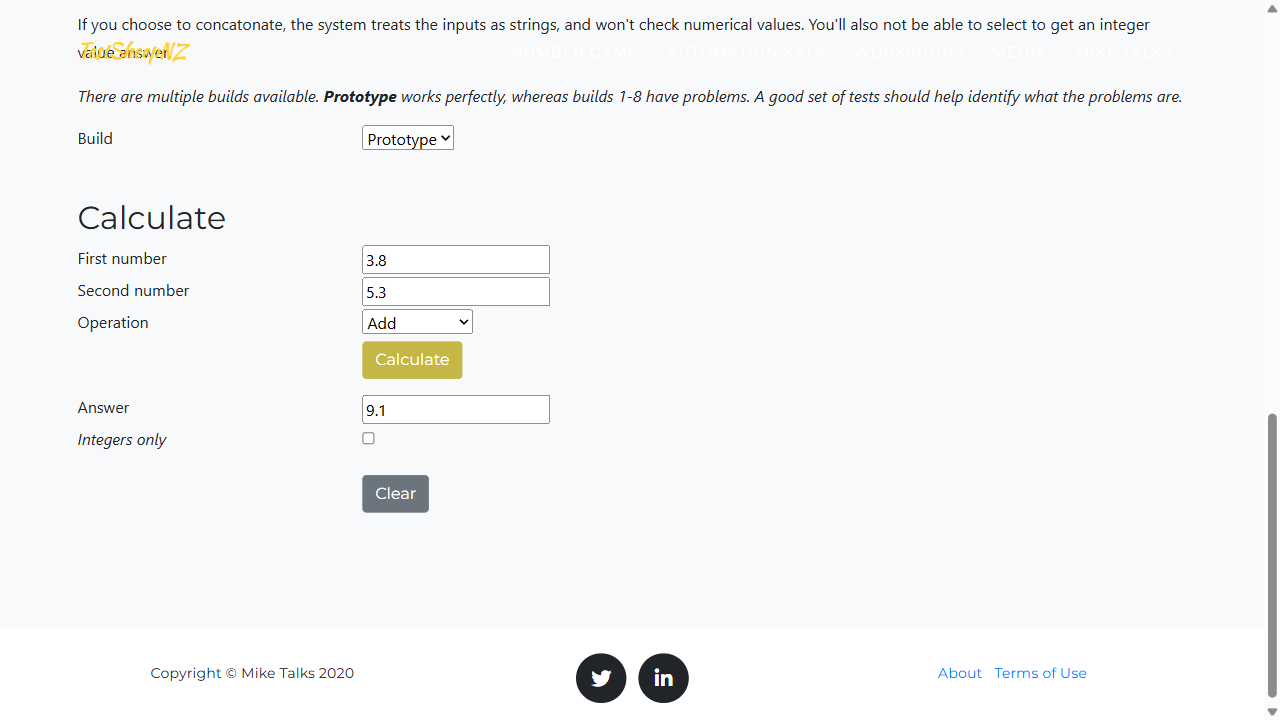 If you choose to concatonate, the system treats the inputs as strings, and won't check numerical values. You'll also not be able to select to get an integer
value answer
TestSheepNZ
NUMBER GAME AUTOMATION DATA WORKSHOPS MEDIA MIKE TALKS
There are multiple builds available. Prototype works perfectly, whereas builds 1-8 have problems. A good set of tests should help identify what the problems are.
Build Prototype
Calculate
First number 3.8
Second number 5.3
Operation Add
Calculate
Answer 9.1
Integers only
Clear
Copyright © Mike Talks 2020
About Terms of Use